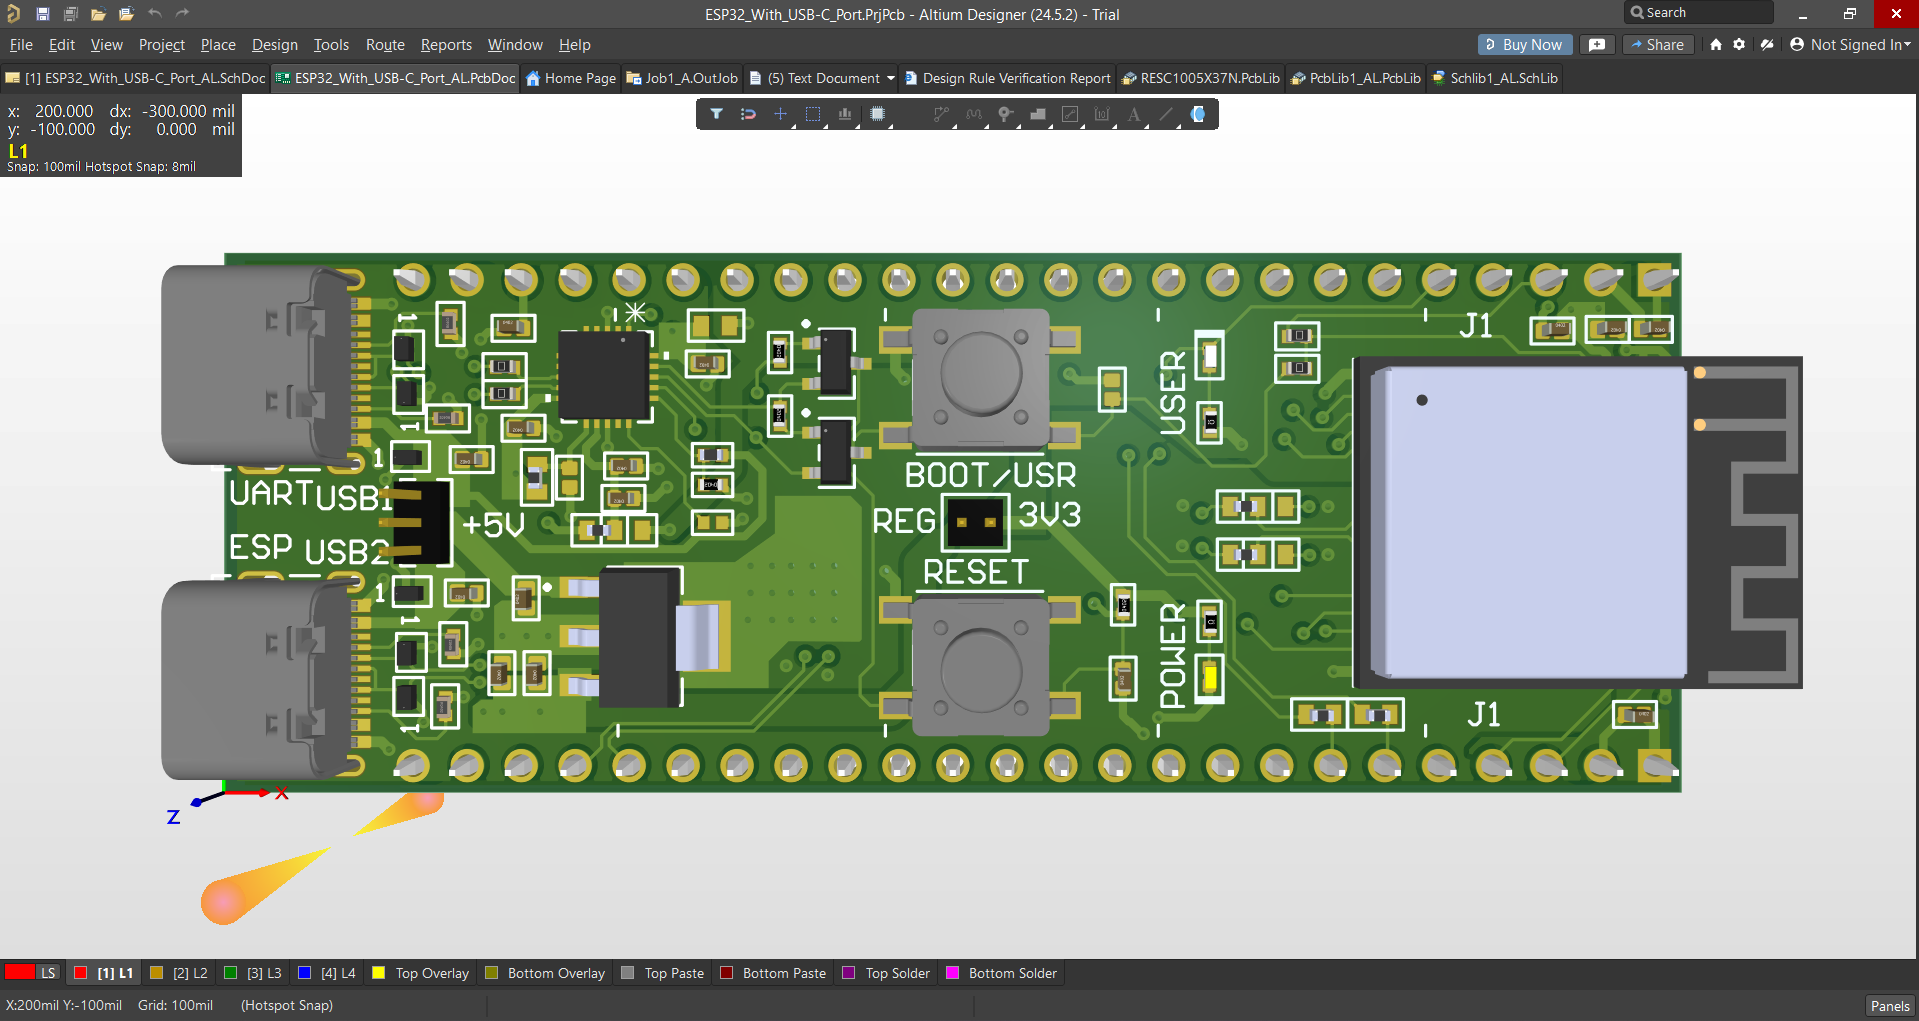 ESP32_With_USB-C_Port.PrjPcb - Altium Designer (24.5.2) - Trial
Search
File Edit View Project Place Design Tools Route Reports Window Help
Buy Now
Share
Not Signed In
[1] ESP32_With_USB-C_Port_AL.SchDoc
ESP32_With_USB-C_Port_AL.PcbDoc
Home Page
Job1_A.OutJob
(5) Text Document
Design Rule Verification Report
RESC1005X37N.PcbLib
PcbLib1_AL.PcbLib
Schlib1_AL.SchLib
x: 200.000 dx: -300.000 mil
y: -100.000 dy: 0.000 mil
L1
Snap: 100mil Hotspot Snap: 8mil
1
1
1
J1
USER
BOOT/USR
UART USB1
+5V
REG
3V3
ESP USB2
RESET
1
1
1
POWER
J1
X
Z
LS
[1] L1
[2] L2
[3] L3
[4] L4
Top Overlay
Bottom Overlay
Top Paste
Bottom Paste
Top Solder
Bottom Solder
X:200mil Y:-100mil Grid: 100mil (Hotspot Snap)
Panels